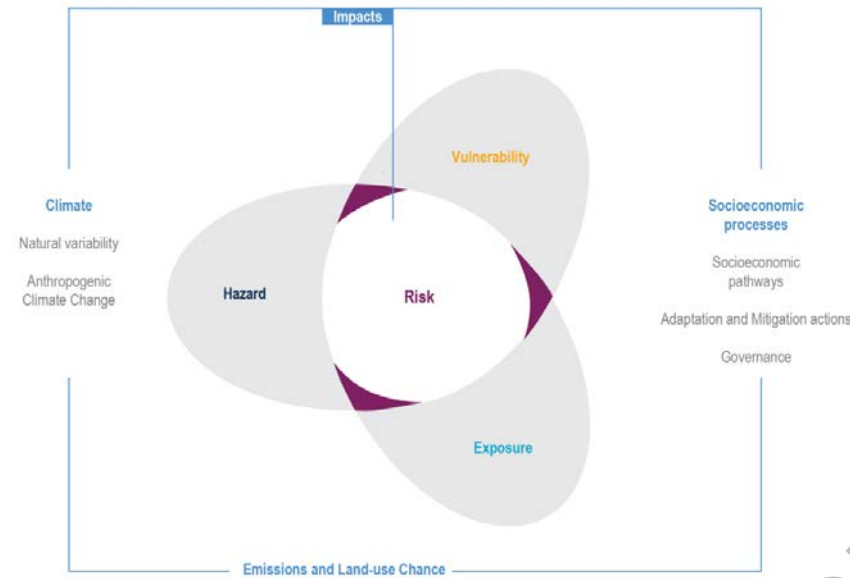 Impacts
Vulnerability
Climate
Natural variability
Anthropogenic
Climate Change
Hazard
Risk
Socioeconomic
processes
Socioeconomic
pathways
Adaptation and Mitigation actions
Governance
Exposure
Emissions and Land-use Chance